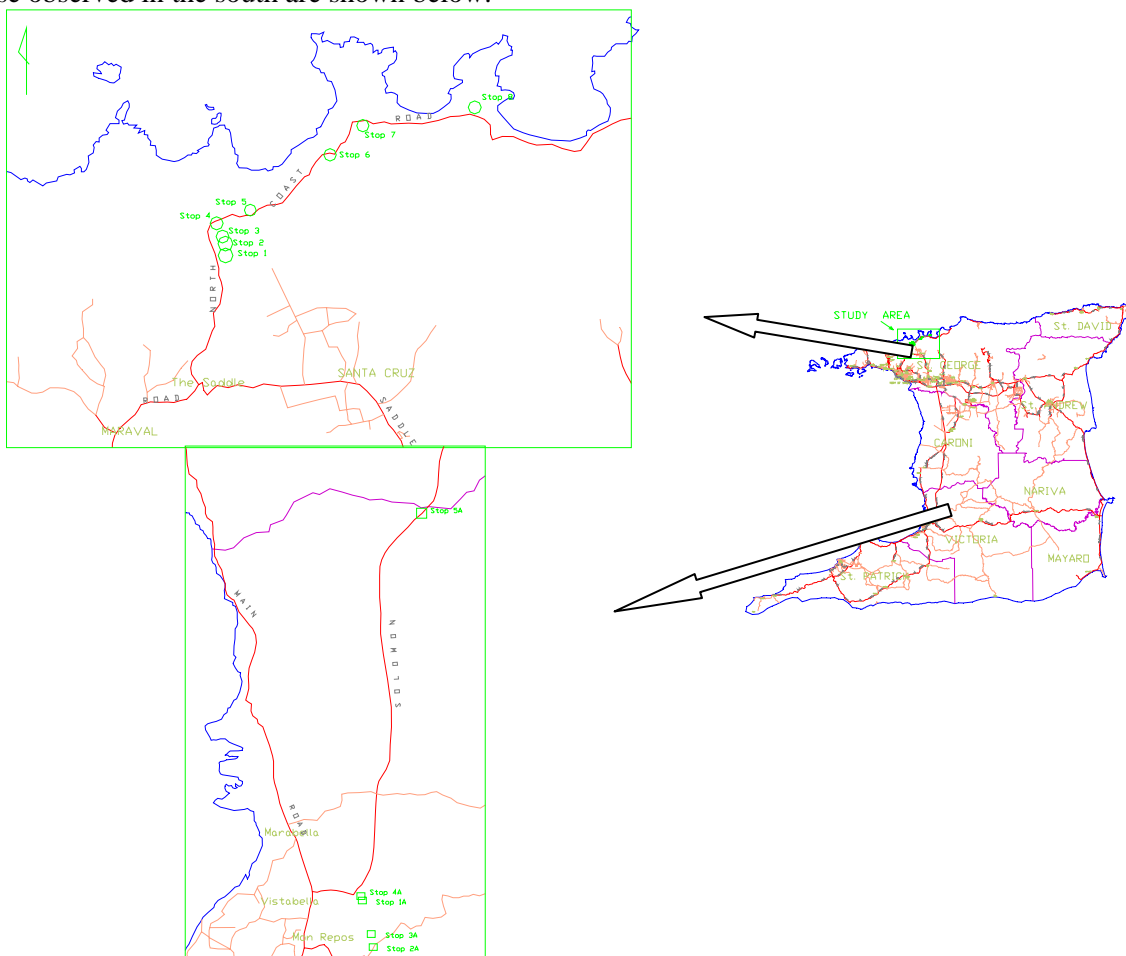 se observed in the south are shown below:
Stop 8
ROAD
Stop 7
Stop 6
COAST
Stop 5
Stop 4
Stop 3
Stop 2
Stop 1
NORTH
The Saddle
SANTA CRUZ
ROAD
SADDLE
MARAVAL
STUDY AREA
St. DAVID
St. GEORGE
St. ANDREW
CARONI
NARIVA
VICTORIA
MAYARO
St. PATRICK
Stop 5A
MAIN
SOLOMON
ROAD
Marabella
Stop 4A
Stop 1A
Vistabella
Mon Repos
Stop 3A
Stop 2A